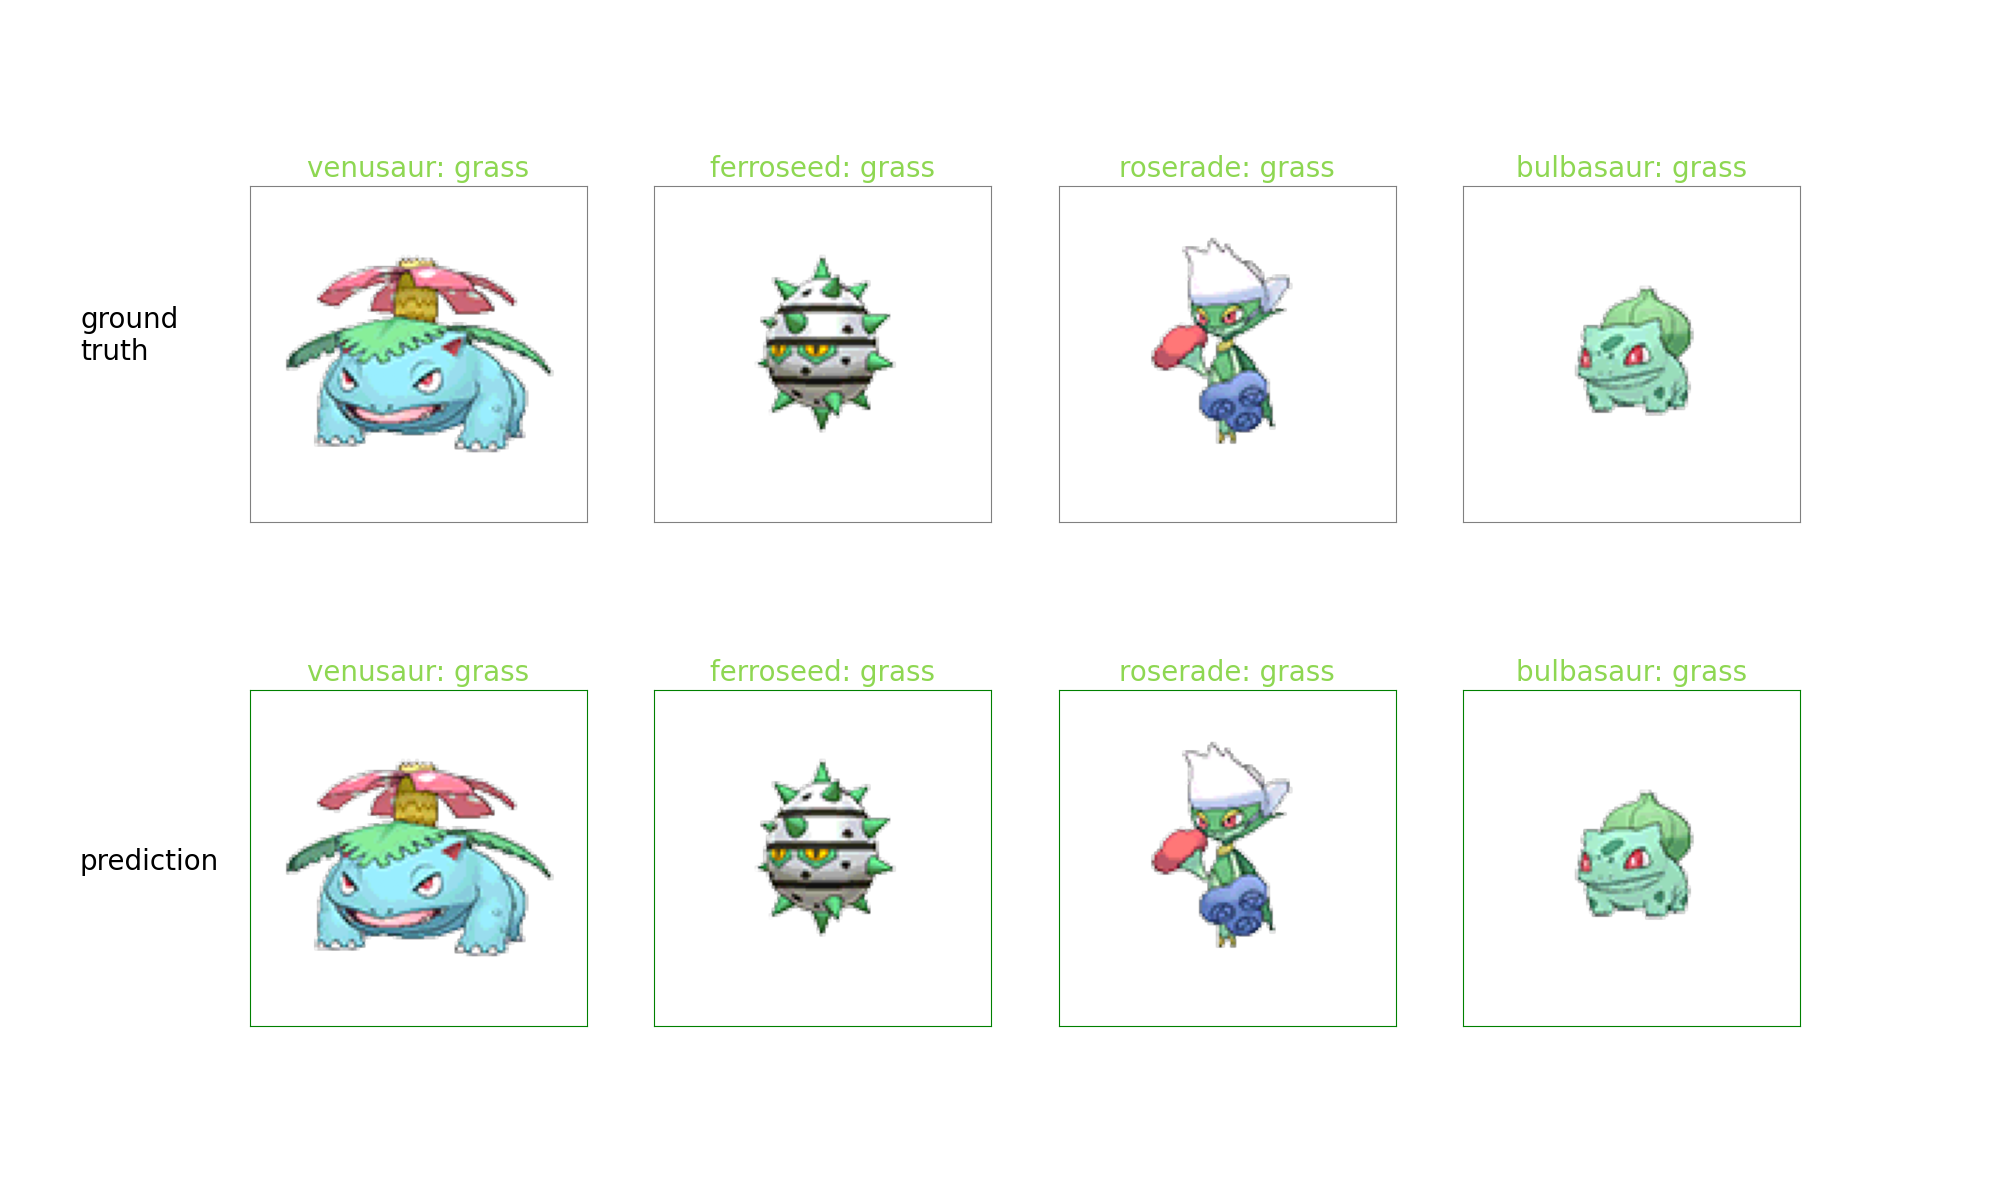 venusaur: grass
ferroseed: grass
roserade: grass
bulbasaur: grass
ground
truth
venusaur: grass
ferroseed: grass
roserade: grass
bulbasaur: grass
prediction